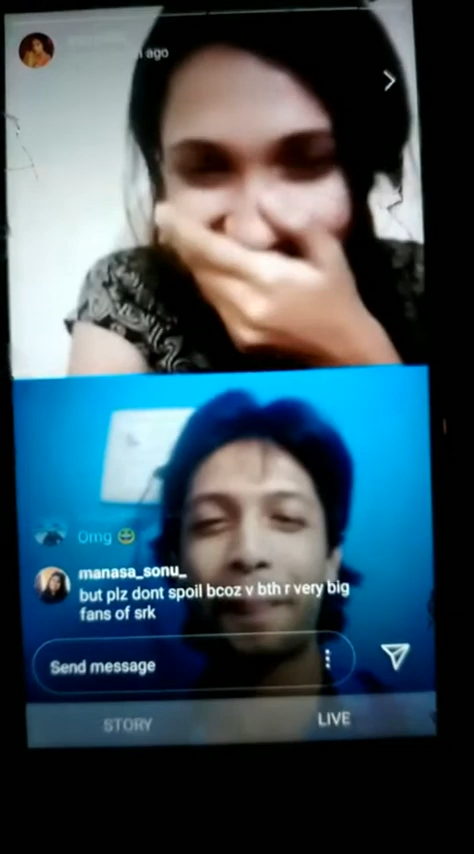 ago
Omg 😆
manasa_sonu_
but plz dont spoil bcoz v bth r very big
fans of srk
Send message
STORY
LIVE